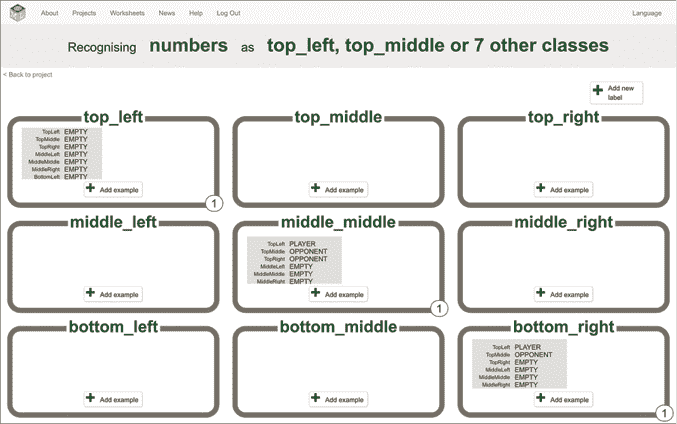 About Projects Worksheets News Help Log Out Language
Recognising numbers as top_left, top_middle or 7 other classes
< Back to project
Add new label
top_left
TopLeft EMPTY
TopMiddle EMPTY
TopRight EMPTY
MiddleLeft EMPTY
MiddleMiddle EMPTY
MiddleRight EMPTY
BottomLeft EMPTY
Add example
1
top_middle
Add example
top_right
Add example
middle_left
Add example
middle_middle
TopLeft PLAYER
TopMiddle OPPONENT
TopRight OPPONENT
MiddleLeft EMPTY
MiddleMiddle EMPTY
MiddleRight EMPTY
Add example
1
middle_right
Add example
bottom_left
Add example
bottom_middle
Add example
bottom_right
TopLeft PLAYER
TopMiddle OPPONENT
TopRight EMPTY
MiddleLeft EMPTY
MiddleMiddle EMPTY
MiddleRight EMPTY
Add example
1